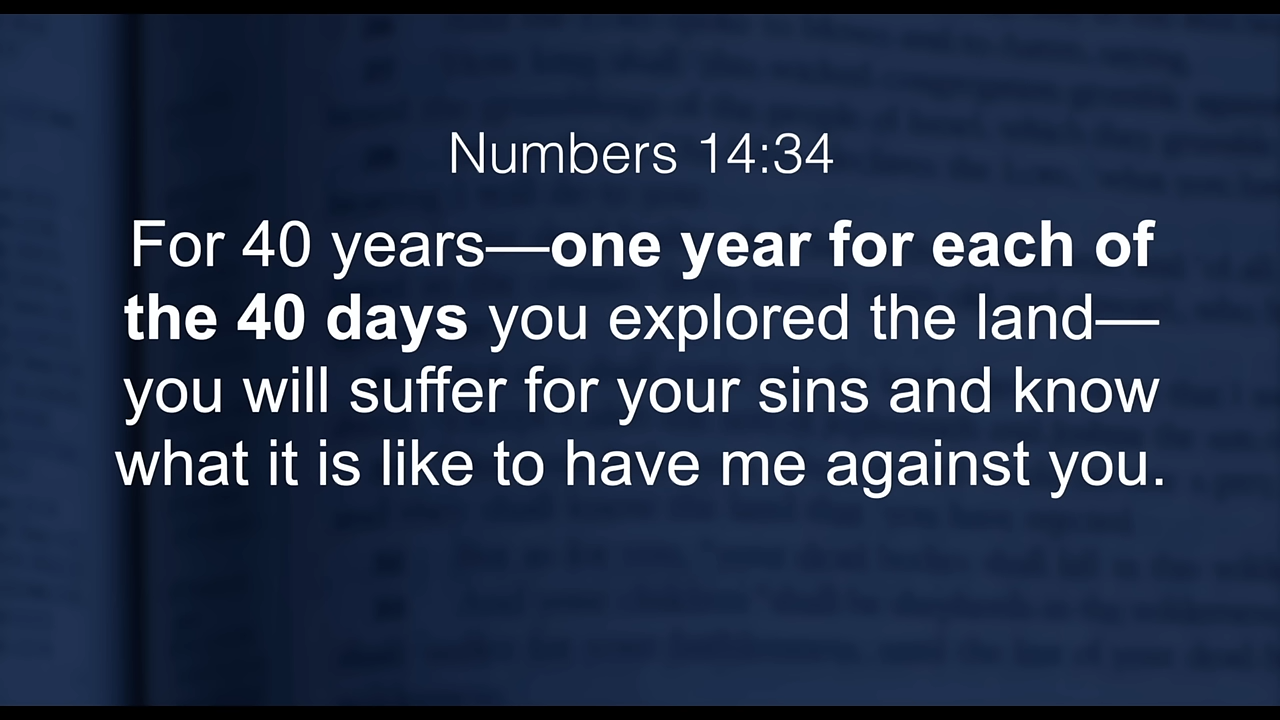 Numbers 14:34
For 40 years—one year for each of
the 40 days you explored the land—
you will suffer for your sins and know
what it is like to have me against you.